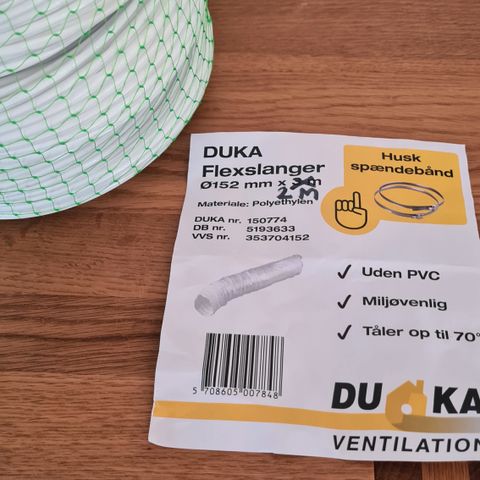 DUKA
Flexslanger
Ø152 mm x
2M
Materiale: Polyethylen
DUKA nr. 150774
DB nr. 5193633
VVS nr. 353704152
Husk
spændebånd
✓ Uden PVC
✓ Miljøvenlig
✓ Tåler op til 70°
5 708605 007848
DUKA
VENTILATION